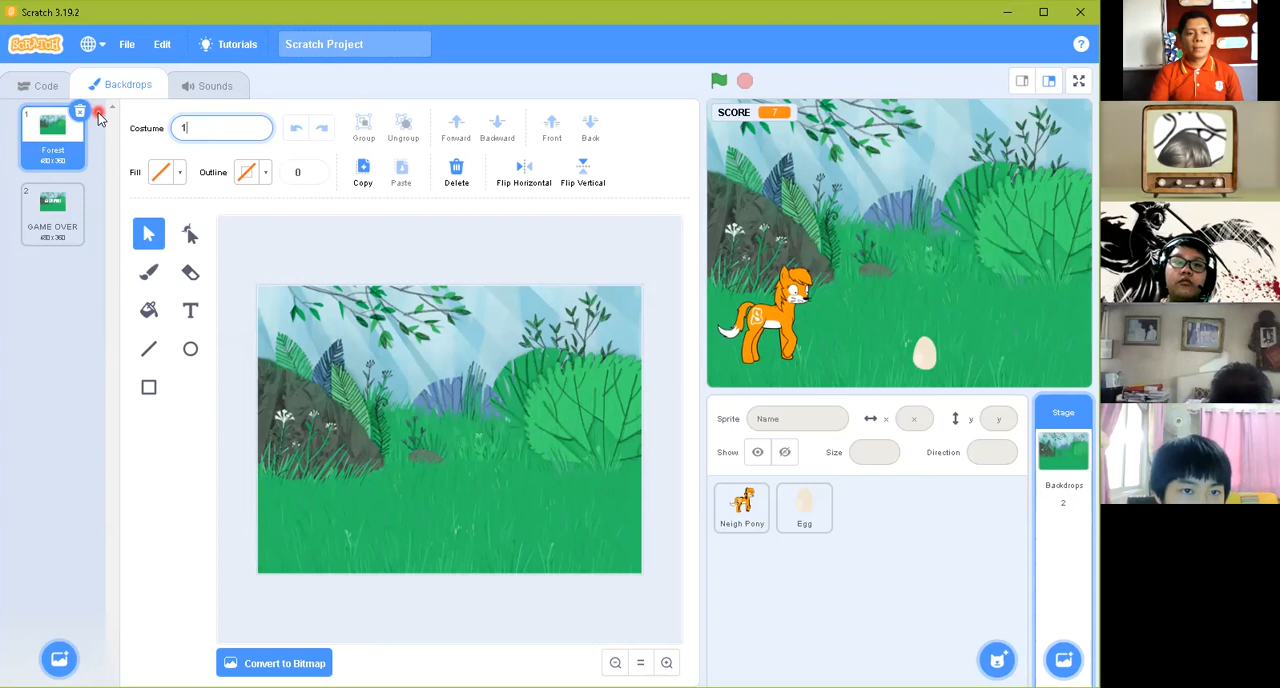 Scratch 3.19.2
SCRATCH File Edit Tutorials Scratch Project ?
Code Backdrops Sounds
1
Forest
480 x 360
2
GAME OVER
480 x 360
Costume 1
Group Ungroup Forward Backward Front Back
Fill Outline 0 Copy Paste Delete Flip Horizontal Flip Vertical
T
Convert to Bitmap
SCORE 7
Sprite Name x x y y
Show Size Direction
Neigh Pony
Egg
Stage
Backdrops
2